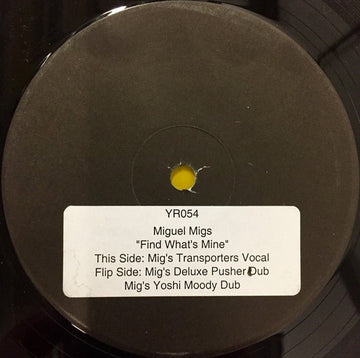 YR054
Miguel Migs
"Find What's Mine"
This Side: Mig's Transporters Vocal
Flip Side: Mig's Deluxe Pusher Dub
Mig's Yoshi Moody Dub